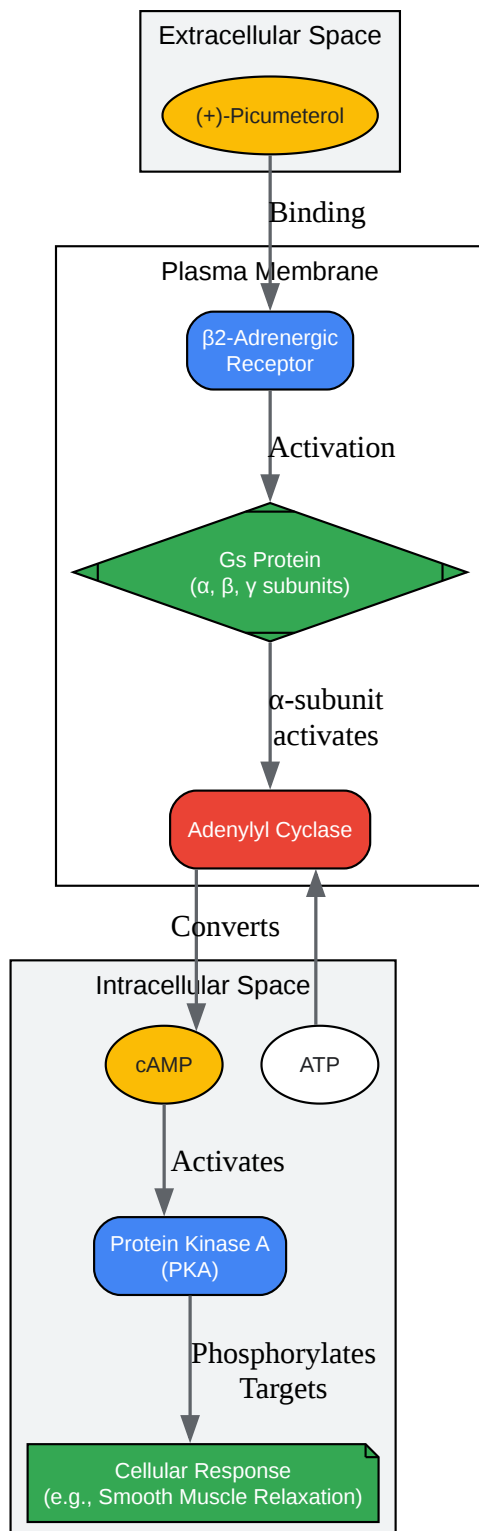 Extracellular Space
(+)-Picumeterol
Binding
Plasma Membrane
β2-Adrenergic
Receptor
Activation
Gs Protein
(α, β, γ subunits)
α-subunit
activates
Adenylyl Cyclase
Converts
Intracellular Space
cAMP
ATP
Activates
Protein Kinase A
(PKA)
Phosphorylates
Targets
Cellular Response
(e.g., Smooth Muscle Relaxation)